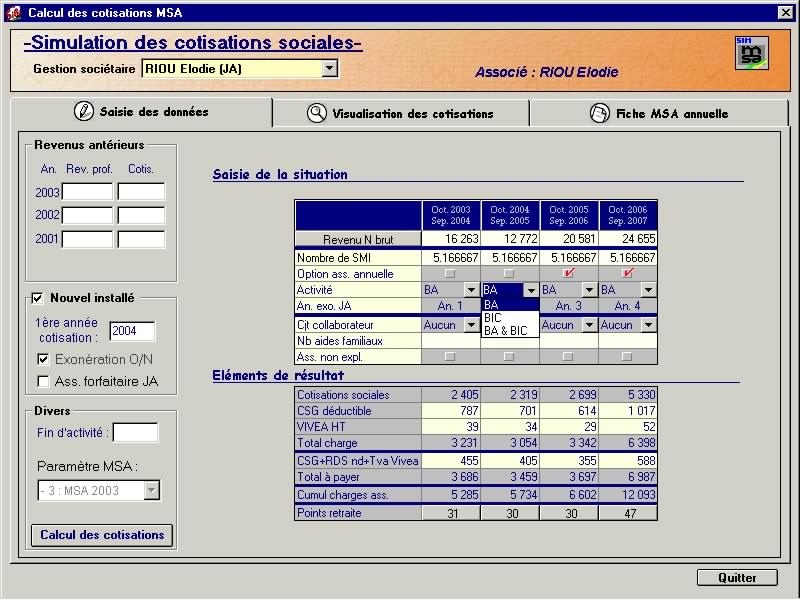 Calcul des cotisations MSA
-Simulation des cotisations sociales-
Gestion sociétaire RIOU Elodie (JA)
Associé : RIOU Elodie
SIM
msa
Saisie des données
Visualisation des cotisations
Fiche MSA annuelle
Revenus antérieurs
An. Rev. prof. Cotis.
2003
2002
2001
Nouvel installé
1ère année
cotisation : 2004
Exonération O/N
Ass. forfaitaire JA
Divers
Fin d'activité :
Paramètre MSA :
- 3 : MSA 2003
Calcul des cotisations
Saisie de la situation
Oct. 2003 Oct. 2004 Oct. 2005 Oct. 2006
Sep. 2004 Sep. 2005 Sep. 2006 Sep. 2007
Revenu N brut 16 263 12 772 20 581 24 655
Nombre de SMI 5.166667 5.166667 5.166667 5.166667
Option ass. annuelle
Activité BA BA BA BA
An. exo. JA An. 1 BA An. 3 An. 4
BIC
Cjt collaborateur Aucun BA & BIC Aucun Aucun
Nb aides familiaux
Ass. non expl.
Eléments de résultat
Cotisations sociales 2 405 2 319 2 699 5 330
CSG déductible 787 701 614 1 017
VIVEA HT 39 34 29 52
Total charge 3 231 3 054 3 342 6 398
CSG+RDS nd+Tva Vivea 455 405 355 588
Total à payer 3 686 3 459 3 697 6 987
Cumul charges ass. 5 285 5 734 6 602 12 093
Points retraite 31 30 30 47
Quitter